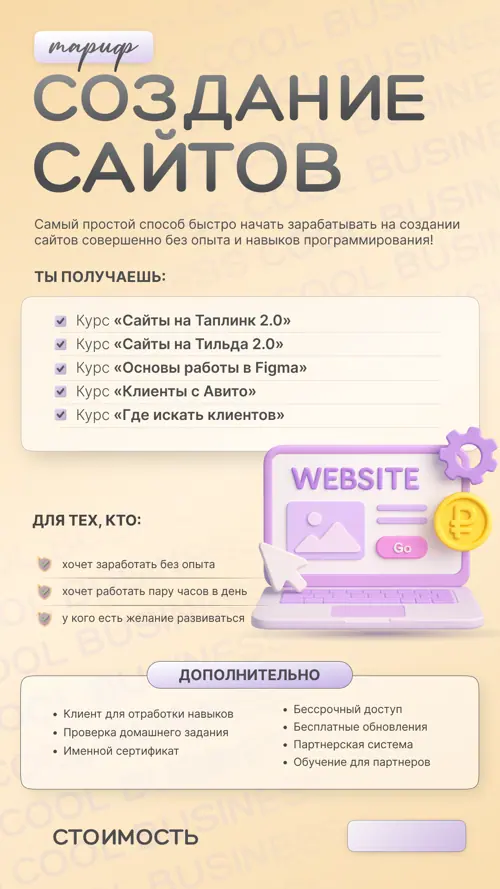 тариф
СОЗДАНИЕ
САЙТОВ
Самый простой способ быстро начать зарабатывать на создании
сайтов совершенно без опыта и навыков программирования!
ТЫ ПОЛУЧАЕШЬ:
Курс «Сайты на Таплинк 2.0»
Курс «Сайты на Тильда 2.0»
Курс «Основы работы в Figma»
Курс «Клиенты с Авито»
Курс «Где искать клиентов»
WEBSITE
Go
₽
ДЛЯ ТЕХ, КТО:
хочет заработать без опыта
хочет работать пару часов в день
у кого есть желание развиваться
ДОПОЛНИТЕЛЬНО
• Клиент для отработки навыков
• Проверка домашнего задания
• Именной сертификат
• Бессрочный доступ
• Бесплатные обновления
• Партнерская система
• Обучение для партнеров
СТОИМОСТЬ
COOL BUSINESS